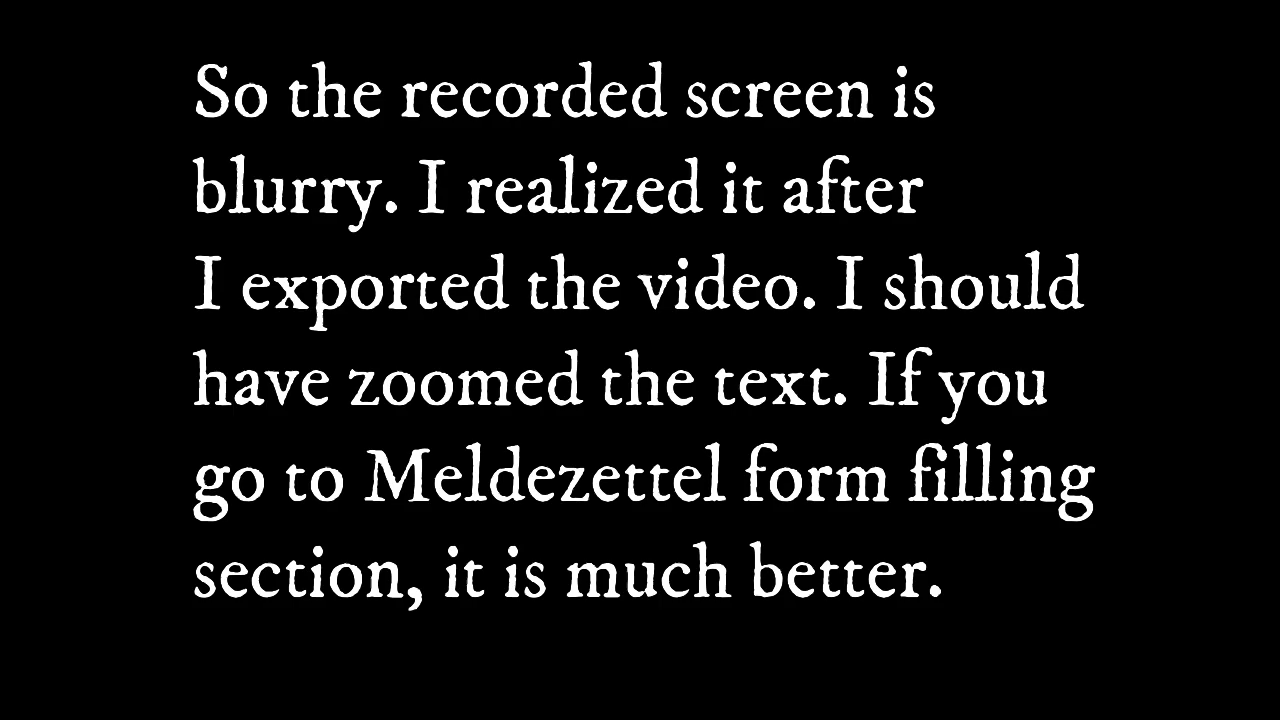 So the recorded screen is
blurry. I realized it after
I exported the video. I should
have zoomed the text. If you
go to Meldezettel form filling
section, it is much better.